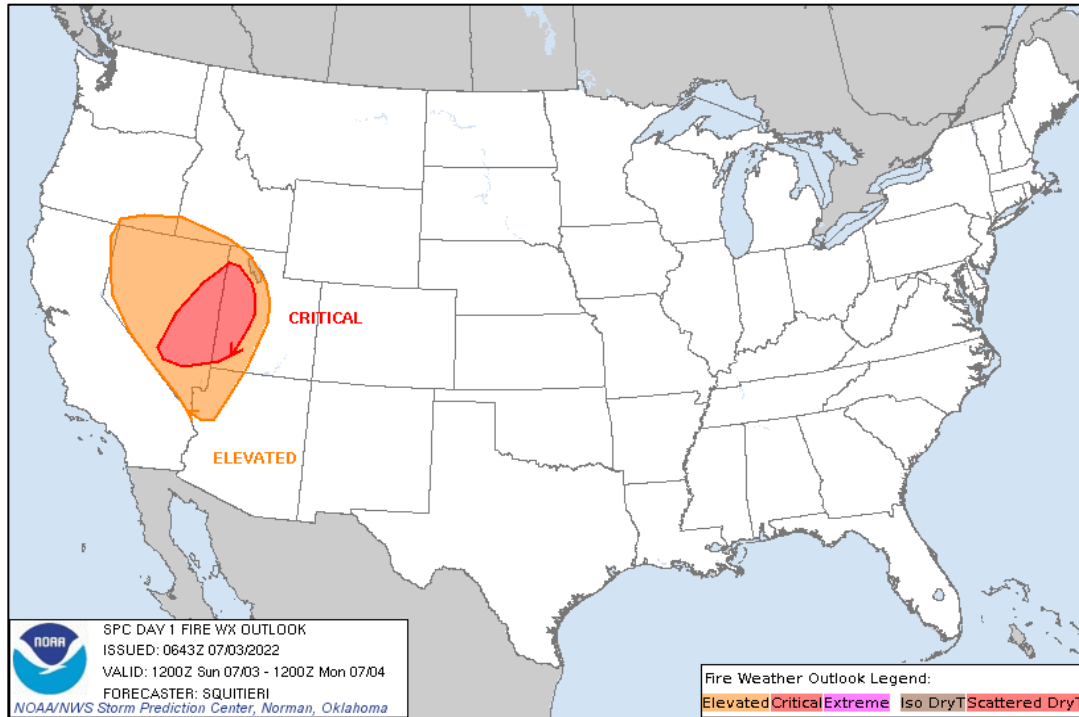 CRITICAL
ELEVATED
NOAA
SPC DAY 1 FIRE WX OUTLOOK
ISSUED: 0643Z 07/03/2022
VALID: 1200Z Sun 07/03 - 1200Z Mon 07/04
FORECASTER: SQUITIERI
NOAA/NWS Storm Prediction Center, Norman, Oklahoma
Fire Weather Outlook Legend:
Elevated Critical Extreme Iso DryT Scattered DryT